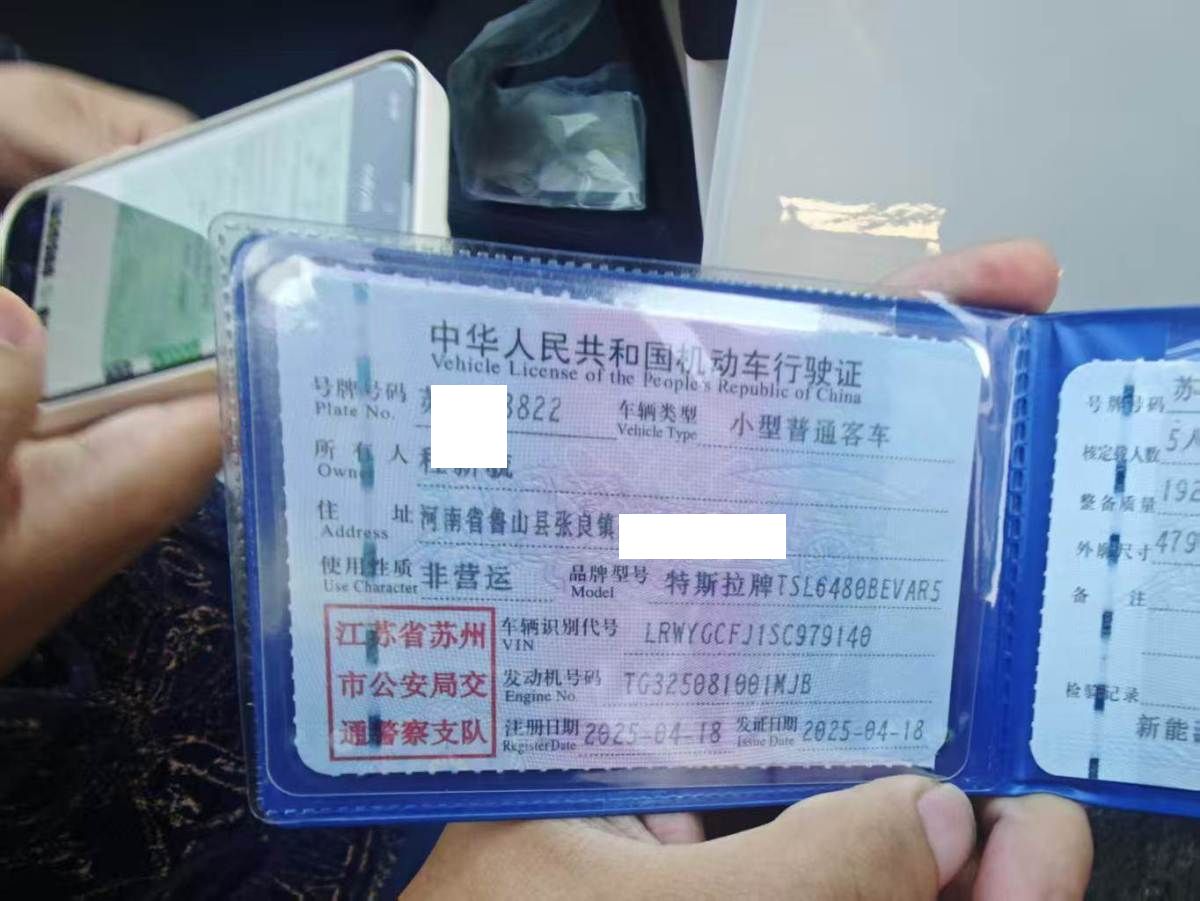 中华人民共和国机动车行驶证
Vehicle License of the People's Republic of China
号牌号码 8822 车辆类型 小型普通客车
Plate No. Vehicle Type
所有人
Owne
住址 河南省鲁山县张良镇
Address
使用性质 非营运 品牌型号 特斯拉牌TSL6480BEVAR5
Use Character Model
江苏省苏州
市公安局交
通警察支队
车辆识别代号 LRWYGCFJ1SC979140
VIN
发动机号码 TG325081001MJB
Engine No.
注册日期 2025-04-18 发证日期 2025-04-18
Register Date Issue Date
号牌号码 苏
核定载人数 5人
整备质量 192
外廓尺寸 479
备注
检验记录
新能源